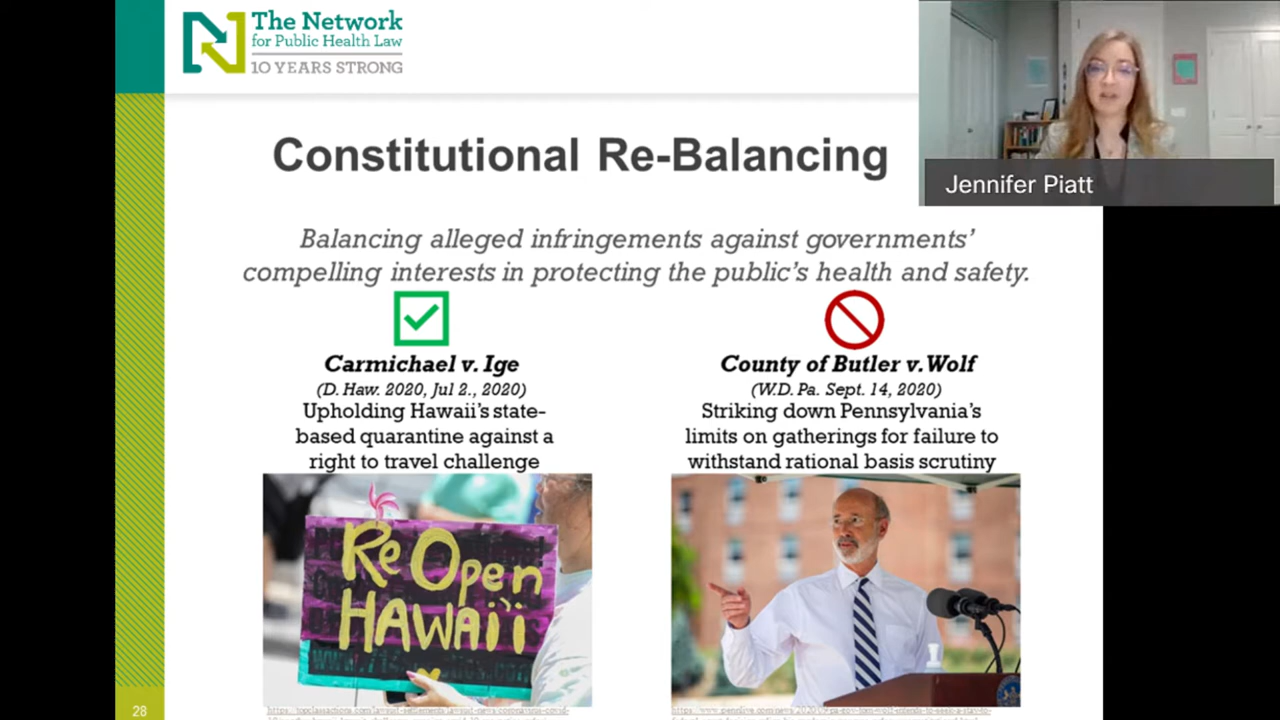 The Network
for Public Health Law
10 YEARS STRONG
Jennifer Piatt
Constitutional Re-Balancing
Balancing alleged infringements against governments'
compelling interests in protecting the public's health and safety.
Carmichael v. Ige
(D. Haw. 2020, Jul 2., 2020)
Upholding Hawaii's state-
based quarantine against a
right to travel challenge
County of Butler v. Wolf
(W.D. Pa. Sept. 14, 2020)
Striking down Pennsylvania's
limits on gatherings for failure to
withstand rational basis scrutiny
Re Open
HAWAii
28